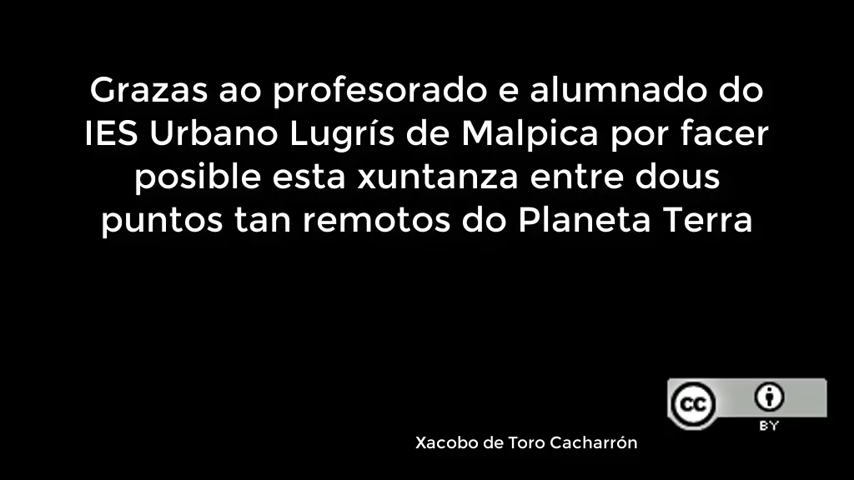 Grazas ao profesorado e alumnado do
IES Urbano Lugrís de Malpica por facer
posible esta xuntanza entre dous
puntos tan remotos do Planeta Terra
cc
BY
Xacobo de Toro Cacharrón